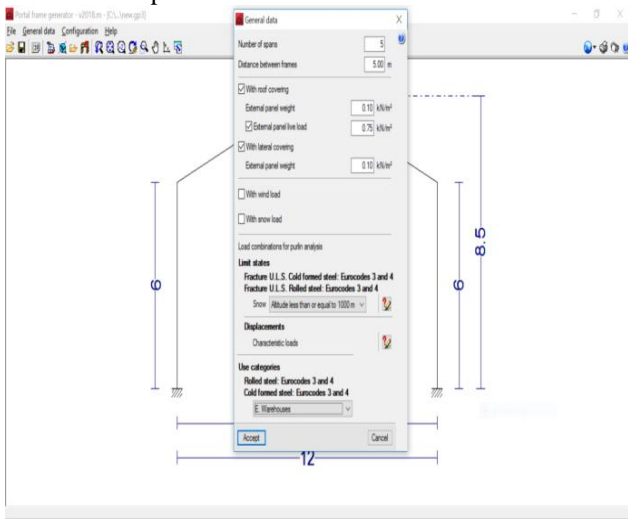 Portal frame generator - v2016.m - [C:\...\new.gp3]
File General data Configuration Help
General data
Number of spans 5
Distance between frames 5.00 m
With roof covering
External panel weight 0.10 kN/m²
External panel live load 0.75 kN/m²
With lateral covering
External panel weight 0.10 kN/m²
With wind load
With snow load
Load combinations for purlin analysis
Limit states
Fracture U.L.S. Cold formed steel: Eurocodes 3 and 4
Fracture U.L.S. Rolled steel: Eurocodes 3 and 4
Snow Altitude less than or equal to 1000 m
Displacements
Characteristic loads
Use categories
Rolled steel: Eurocodes 3 and 4
Cold formed steel: Eurocodes 3 and 4
E. Warehouses
Accept Cancel
6
6
8.5
12